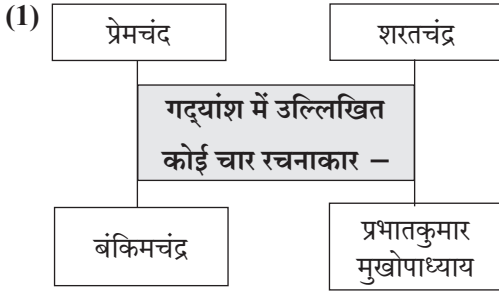 (1)
प्रेमचंद
शरतचंद्र
गद्‌यांश में उल्लिखित
कोई चार रचनाकार –
बंकिमचंद्र
प्रभातकुमार
मुखोपाध्याय